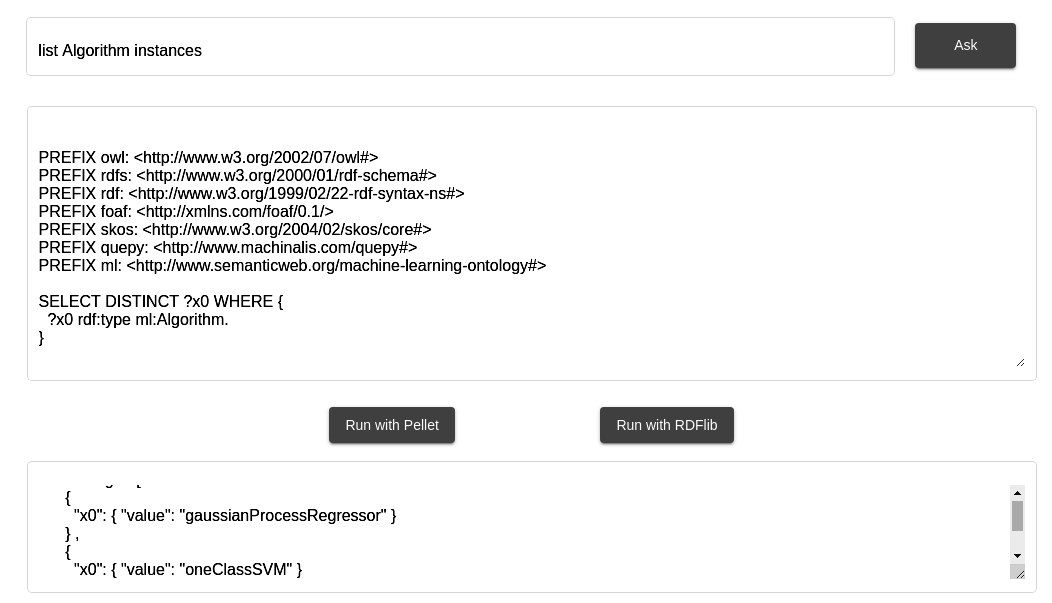 list Algorithm instances
Ask
PREFIX owl: <http://www.w3.org/2002/07/owl#>
PREFIX rdfs: <http://www.w3.org/2000/01/rdf-schema#>
PREFIX rdf: <http://www.w3.org/1999/02/22-rdf-syntax-ns#>
PREFIX foaf: <http://xmlns.com/foaf/0.1/>
PREFIX skos: <http://www.w3.org/2004/02/skos/core#>
PREFIX quepy: <http://www.machinalis.com/quepy#>
PREFIX ml: <http://www.semanticweb.org/machine-learning-ontology#>
SELECT DISTINCT ?x0 WHERE {
?x0 rdf:type ml:Algorithm.
}
Run with Pellet
Run with RDFlib
{
"x0": { "value": "gaussianProcessRegressor" }
} ,
{
"x0": { "value": "oneClassSVM" }